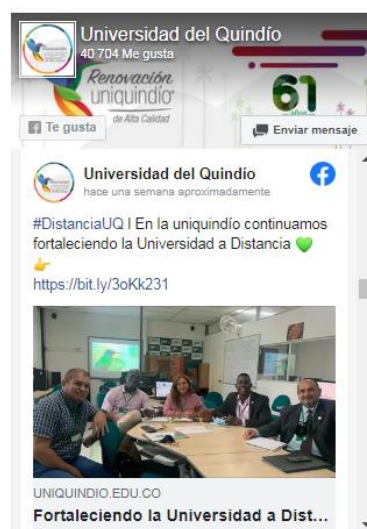 Universidad del Quindío
40 704 Me gusta
Renovación
uniquindío
de Alta Calidad
61
años
Te gusta
Enviar mensaje
Universidad del Quindío
hace una semana aproximadamente
#DistanciaUQ I En la uniquindío continuamos
fortaleciendo la Universidad a Distancia 💚
👉
https://bit.ly/3oKk231
UNIQUINDIO.EDU.CO
Fortaleciendo la Universidad a Dist...